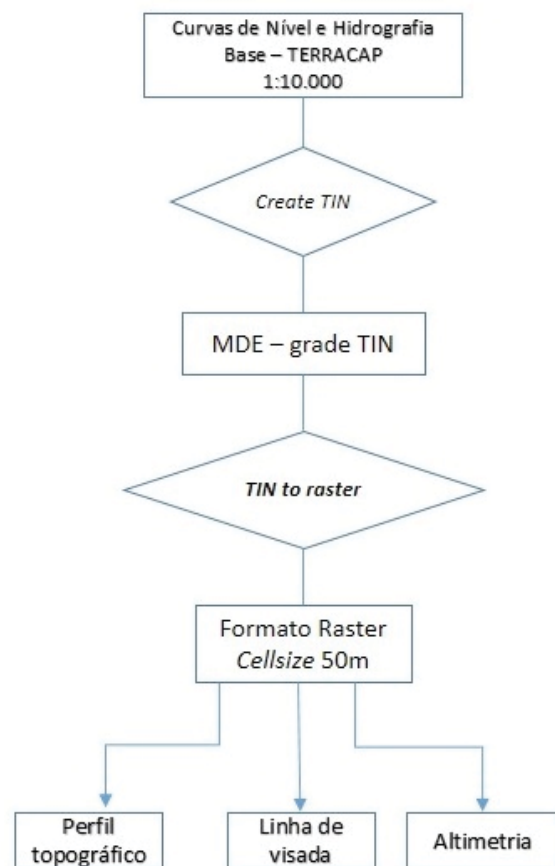 Curvas de Nível e Hidrografia
Base – TERRACAP
1:10.000
Create TIN
MDE – grade TIN
TIN to raster
Formato Raster
Cellsize 50m
Perfil
topográfico
Linha de
visada
Altimetria